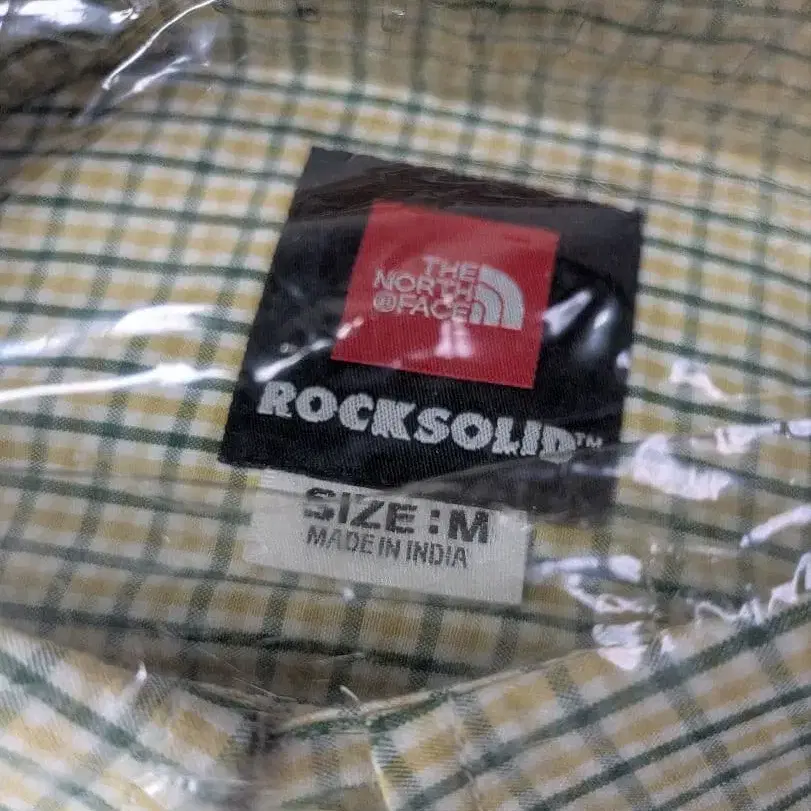 THE
NORTH
®FACE
ROCKSOLID™
SIZE : M
MADE IN INDIA